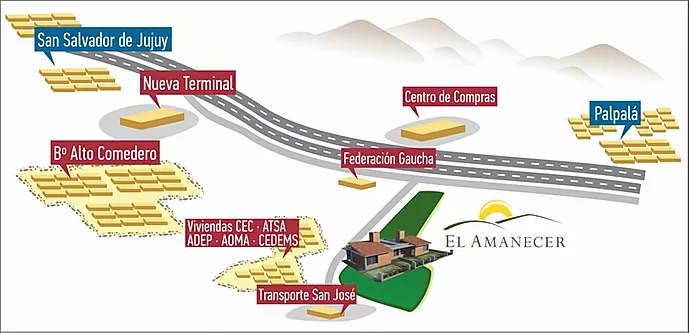 San Salvador de Jujuy
Nueva Terminal
Centro de Compras
Palpalá
Bº Alto Comedero
Federación Gaucha
Viviendas CEC · ATSA
ADEP · AOMA · CEDEMS
EL AMANECER
Transporte San José